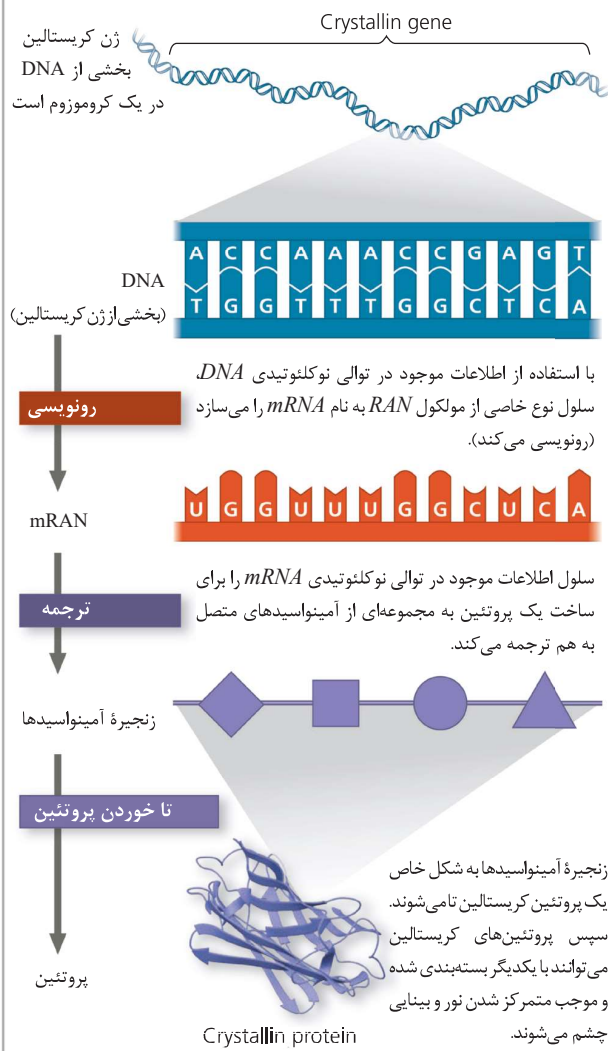 Crystallin gene
ژن کریستالین
بخشی از DNA
در یک کروموزوم است
A C C A A A C C G A G T
T G G T T T G G C T C A
DNA
(بخشی از ژن کریستالین)
با استفاده از اطلاعات موجود در توالی نوکلئوتیدی DNA،
سلول نوع خاصی از مولکول RAN به نام mRNA را می‌سازد
(رونویسی می‌کند).
رونویسی
U G G U U U G G C U C A
mRAN
سلول اطلاعات موجود در توالی نوکلئوتیدی mRNA را برای
ساخت یک پروتئین به مجموعه‌ای از آمینواسیدهای متصل
به هم ترجمه می‌کند.
ترجمه
زنجیرهٔ آمینواسیدها
تا خوردن پروتئین
زنجیرهٔ آمینواسیدها به شکل خاص
یک پروتئین کریستالین تا می‌شوند.
سپس پروتئین‌های کریستالین
می‌توانند با یکدیگر بسته‌بندی شده
و موجب متمرکز شدن نور و بینایی
چشم می‌شوند.
پروتئین
Crystallin protein